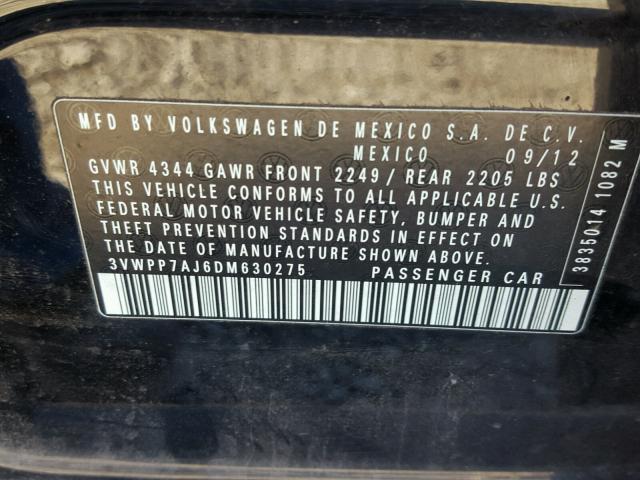 MFD BY VOLKSWAGEN DE MEXICO S.A. DE C.V.
MEXICO 09/12
GVWR 4344 GAWR FRONT 2249/ REAR 2205 LBS
THIS VEHICLE CONFORMS TO ALL APPLICABLE U.S.
FEDERAL MOTOR VEHICLE SAFETY, BUMPER AND
THEFT PREVENTION STANDARDS IN EFFECT ON
THE DATE OF MANUFACTURE SHOWN ABOVE.
3VWPP7AJ6DM630275 PASSENGER CAR
3835014 1082 M